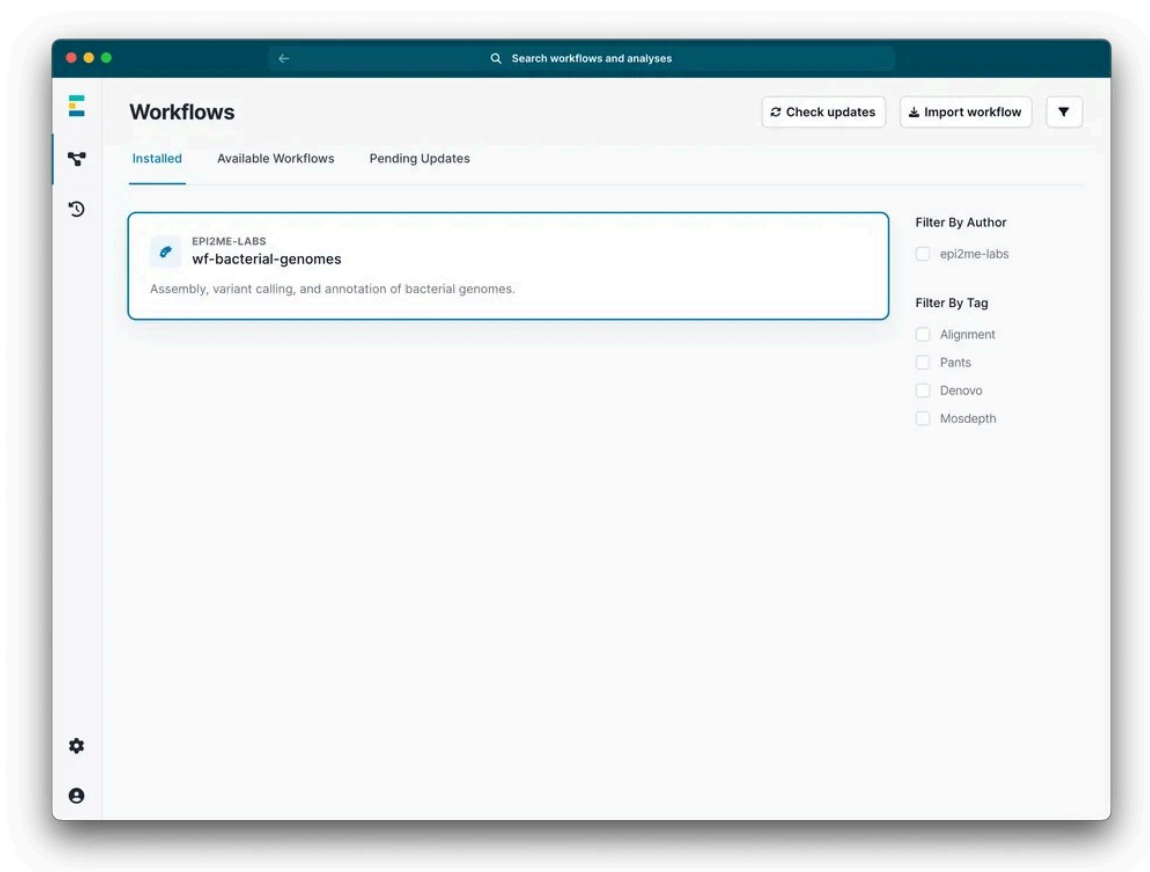 Search workflows and analyses
Workflows
Check updates
Import workflow
Installed
Available Workflows
Pending Updates
EPI2ME-LABS
wf-bacterial-genomes
Assembly, variant calling, and annotation of bacterial genomes.
Filter By Author
epi2me-labs
Filter By Tag
Alignment
Pants
Denovo
Mosdepth